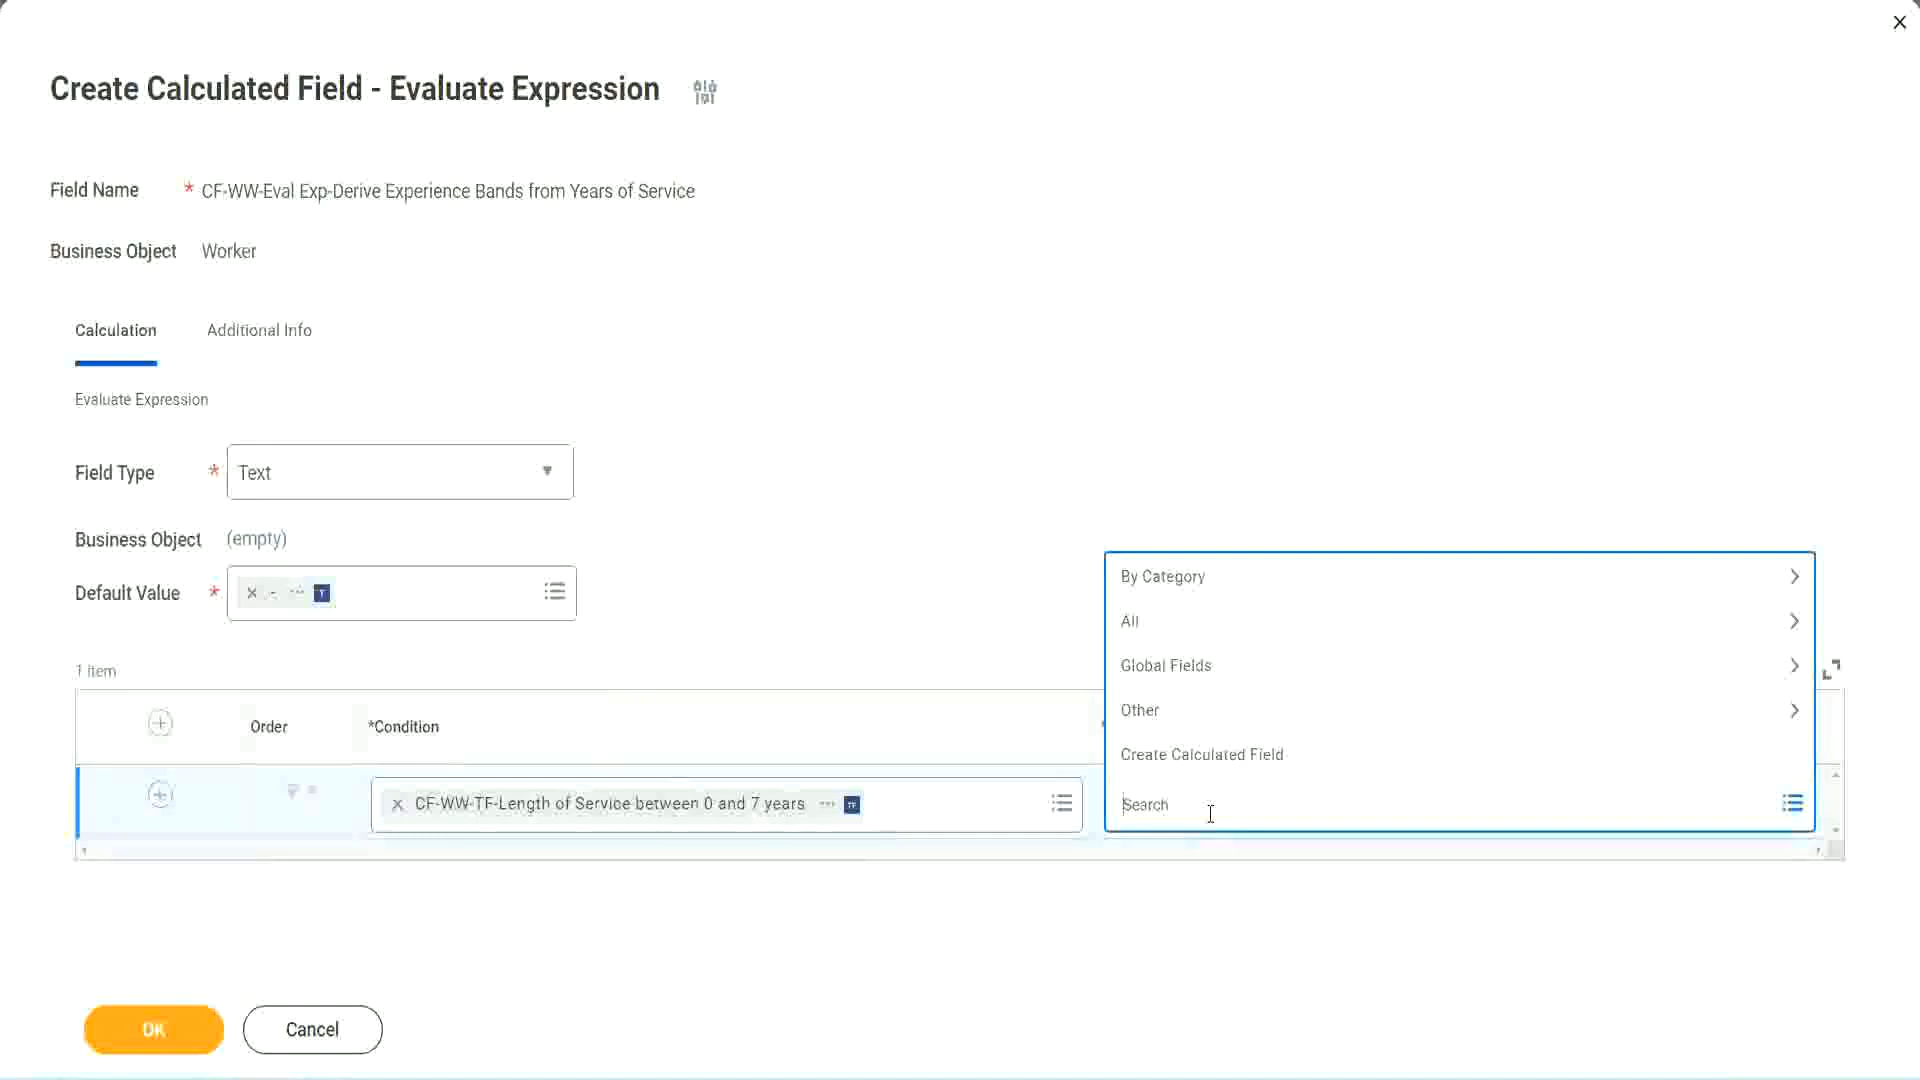 Create Calculated Field - Evaluate Expression
Field Name * CF-WW-Eval Exp-Derive Experience Bands from Years of Service
Business Object Worker
Calculation Additional Info
Evaluate Expression
Field Type * Text
Business Object (empty)
Default Value * × - ... T
1 item
Order *Condition
× CF-WW-TF-Length of Service between 0 and 7 years ... TF
By Category
All
Global Fields
Other
Create Calculated Field
Search
OK Cancel